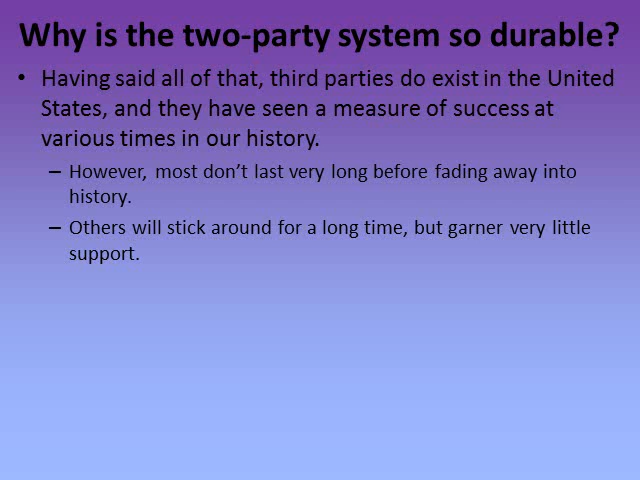 Why is the two-party system so durable?
• Having said all of that, third parties do exist in the United
States, and they have seen a measure of success at
various times in our history.
– However, most don’t last very long before fading away into
history.
– Others will stick around for a long time, but garner very little
support.